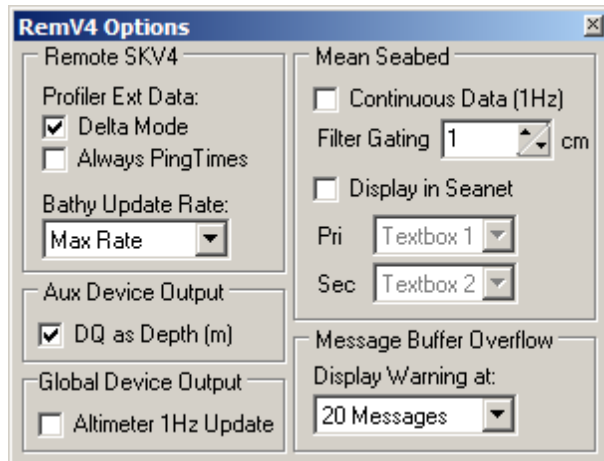 RemV4 Options
Remote SKV4
Profiler Ext Data:
Delta Mode
Always PingTimes
Bathy Update Rate:
Max Rate
Aux Device Output
DQ as Depth (m)
Global Device Output
Altimeter 1Hz Update
Mean Seabed
Continuous Data (1Hz)
Filter Gating 1 cm
Display in Seanet
Pri Textbox 1
Sec Textbox 2
Message Buffer Overflow
Display Warning at:
20 Messages